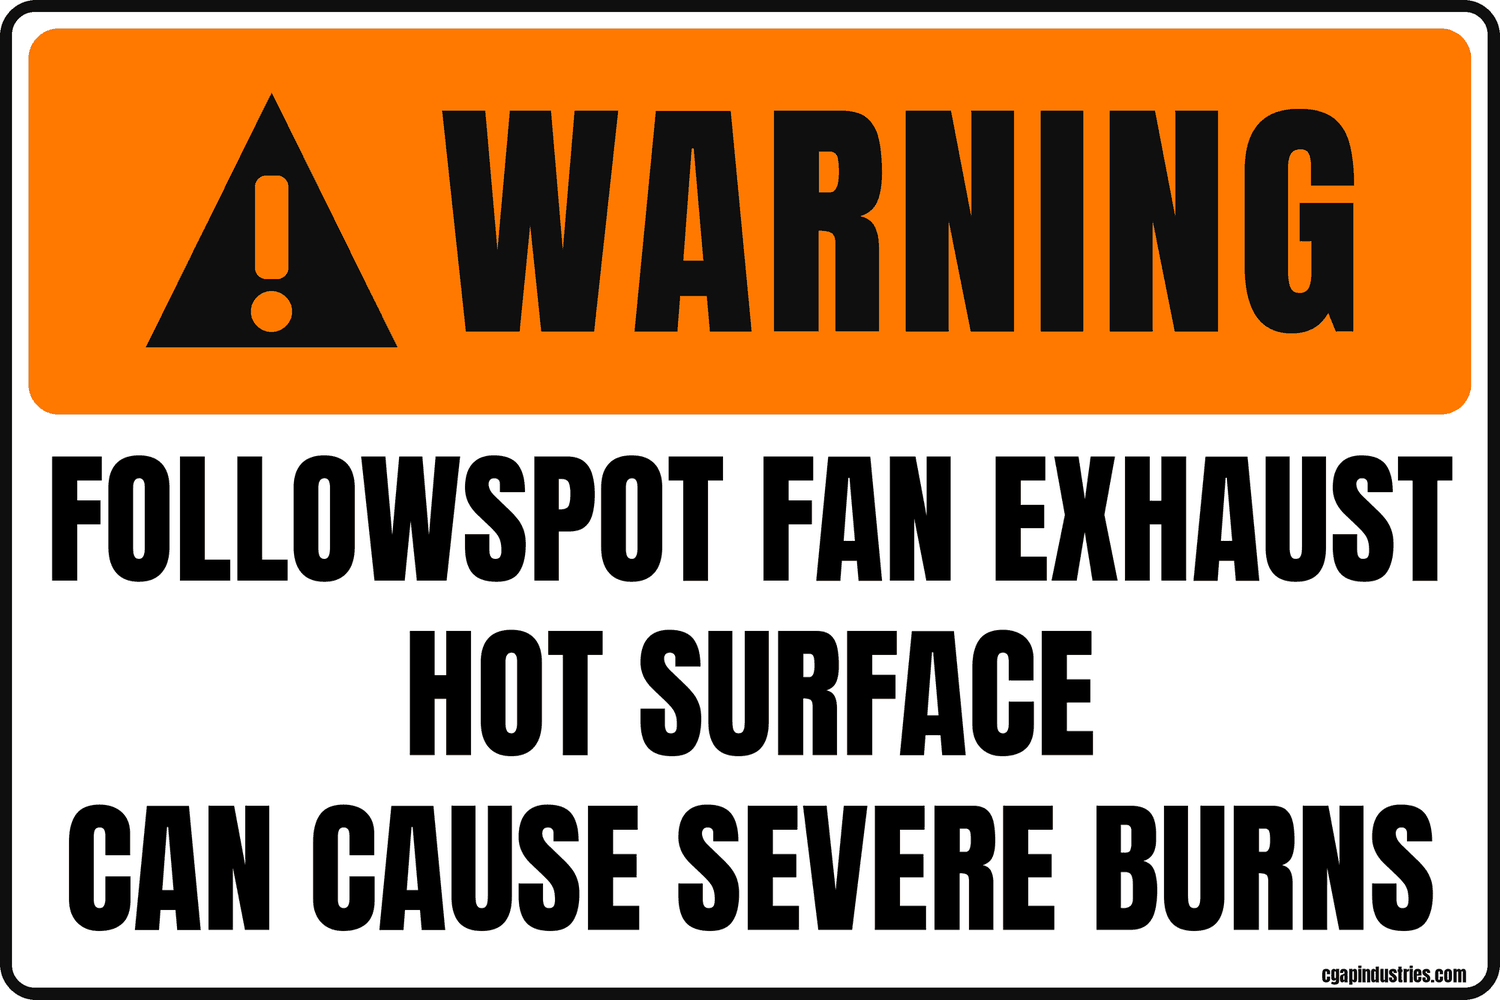 WARNING
FOLLOWSPOT FAN EXHAUST
HOT SURFACE
CAN CAUSE SEVERE BURNS
cgapindustries.com